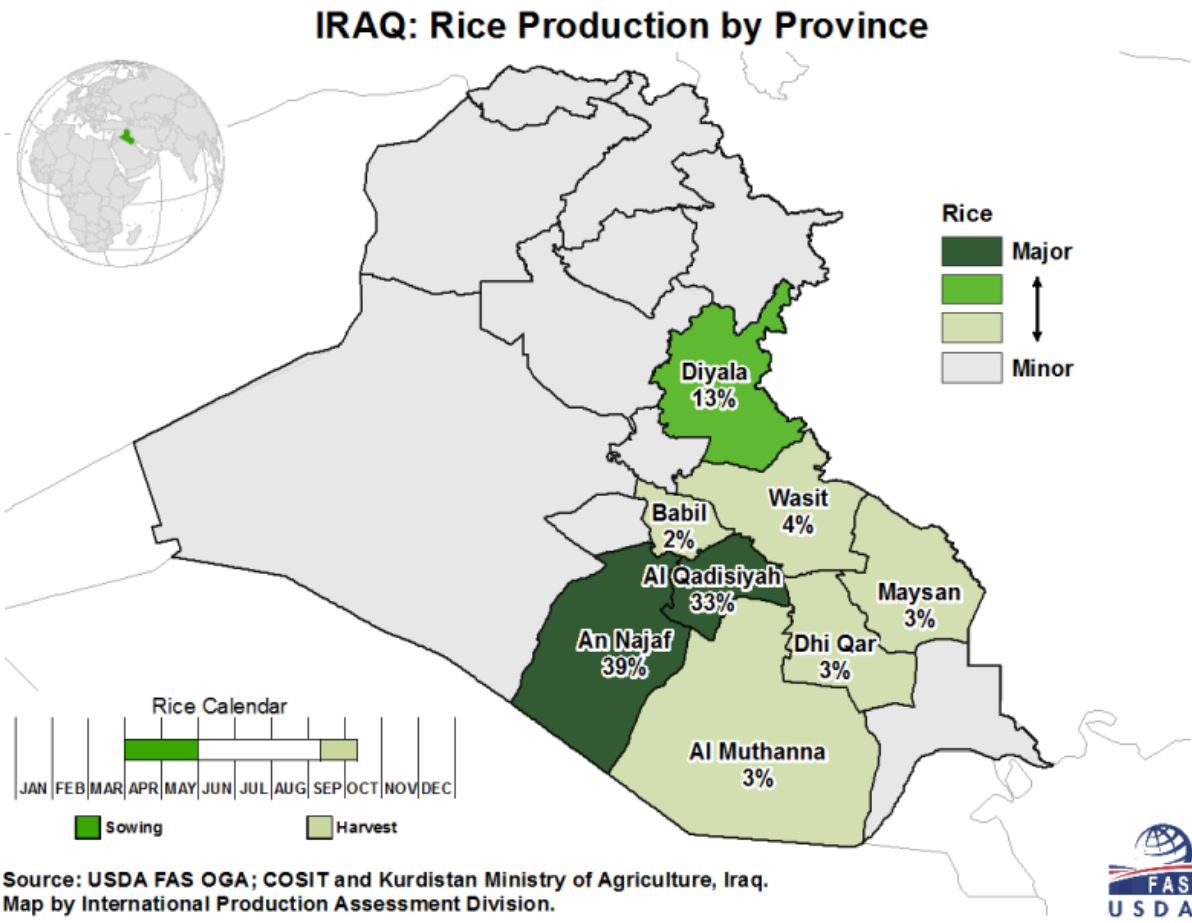 IRAQ: Rice Production by Province
Rice
Major
Minor
Diyala
13%
Wasit
4%
Babil
2%
Al Qadisiyah
33%
Maysan
3%
An Najaf
39%
Dhi Qar
3%
Al Muthanna
3%
Rice Calendar
JAN FEB MAR APR MAY JUN JUL AUG SEP OCT NOV DEC
Sowing Harvest
Source: USDA FAS OGA; COSIT and Kurdistan Ministry of Agriculture, Iraq.
Map by International Production Assessment Division.
FAS
USDA